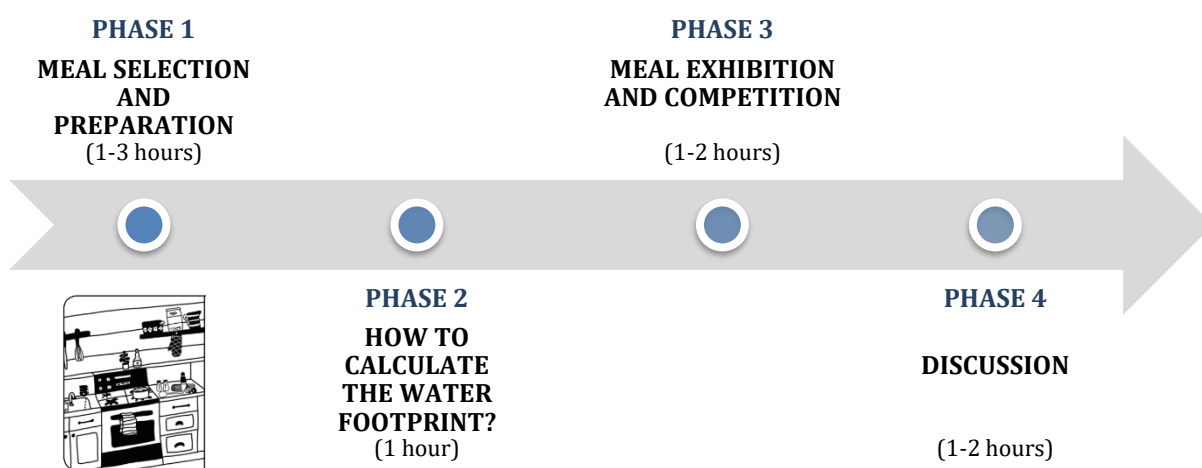 PHASE 1
MEAL SELECTION
AND
PREPARATION
(1-3 hours)
PHASE 2
HOW TO
CALCULATE
THE WATER
FOOTPRINT?
(1 hour)
PHASE 3
MEAL EXHIBITION
AND COMPETITION
(1-2 hours)
PHASE 4
DISCUSSION
(1-2 hours)